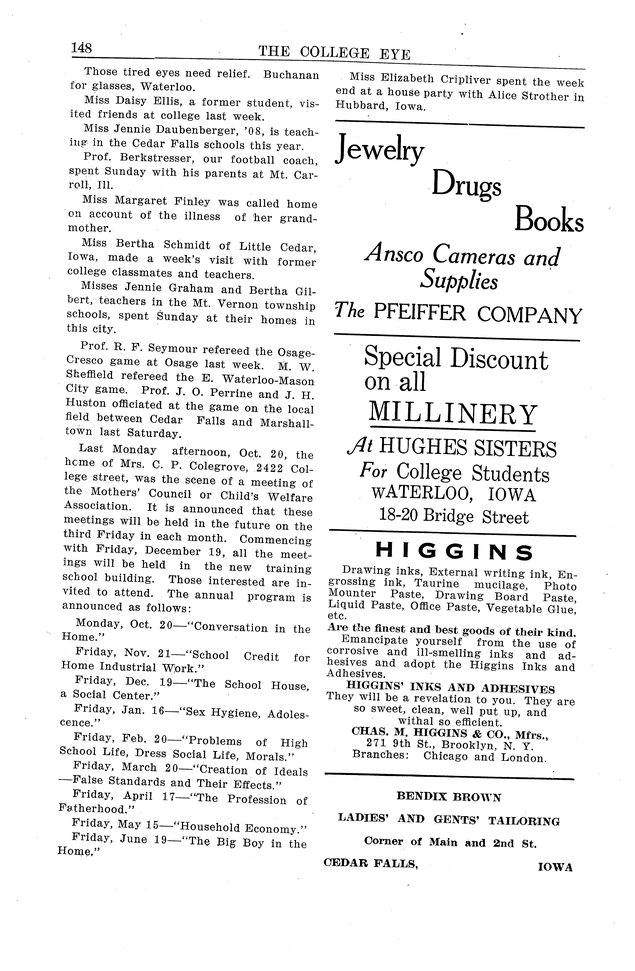 148
THE COLLEGE EYE
Those tired eyes need relief. Buchanan
for glasses, Waterloo.
Miss Daisy Ellis, a former student, vis-
ited friends at college last week.
Miss Jennie Daubenberger, '08, is teach-
ing in the Cedar Falls schools this year.
Prof. Berkstresser, our football coach,
spent Sunday with his parents at Mt. Car-
roll, Ill.
Miss Margaret Finley was called home
on account of the illness of her grand-
mother.
Miss Bertha Schmidt of Little Cedar,
Iowa, made a week's visit with former
college classmates and teachers.
Misses Jennie Graham and Bertha Gil-
bert, teachers in the Mt. Vernon township
schools, spent Sunday at their homes in
this city.
Prof. R. F. Seymour refereed the Osage-
Cresco game at Osage last week. M. W.
Sheffield refereed the E. Waterloo-Mason
City game. Prof. J. O. Perrine and J. H.
Huston officiated at the game on the local
field between Cedar Falls and Marshall-
town last Saturday.
Last Monday afternoon, Oct. 20, the
home of Mrs. C. P. Colegrove, 2422 Col-
lege street, was the scene of a meeting of
the Mothers' Council or Child's Welfare
Association. It is announced that these
meetings will be held in the future on the
third Friday in each month. Commencing
with Friday, December 19, all the meet-
ings will be held in the new training
school building. Those interested are in-
vited to attend. The annual program is
announced as follows:
Monday, Oct. 20—"Conversation in the
Home."
Friday, Nov. 21—"School Credit for
Home Industrial Work."
Friday, Dec. 19—"The School House,
a Social Center."
Friday, Jan. 16—"Sex Hygiene, Adoles-
cence."
Friday, Feb. 20—"Problems of High
School Life, Dress Social Life, Morals."
Friday, March 20—"Creation of Ideals
—False Standards and Their Effects."
Friday, April 17—"The Profession of
Fatherhood."
Friday, May 15—"Household Economy."
Friday, June 19—"The Big Boy in the
Home."
Miss Elizabeth Cripliver spent the week
end at a house party with Alice Strother in
Hubbard, Iowa.
Jewelry
Drugs
Books
Ansco Cameras and
Supplies
The PFEIFFER COMPANY
Special Discount
on all
MILLINERY
At HUGHES SISTERS
For College Students
WATERLOO, IOWA
18-20 Bridge Street
HIGGINS
Drawing inks, External writing ink, En-
grossing ink, Taurine mucilage, Photo
Mounter Paste, Drawing Board Paste,
Liquid Paste, Office Paste, Vegetable Glue,
etc.
Are the finest and best goods of their kind.
Emancipate yourself from the use of
corrosive and ill-smelling inks and ad-
hesives and adopt the Higgins Inks and
Adhesives.
HIGGINS' INKS AND ADHESIVES
They will be a revelation to you. They are
so sweet, clean, well put up, and
withal so efficient.
CHAS. M. HIGGINS & CO., Mfrs.,
271 9th St., Brooklyn, N. Y.
Branches: Chicago and London.
BENDIX BROWN
LADIES' AND GENTS' TAILORING
Corner of Main and 2nd St.
CEDAR FALLS, IOWA